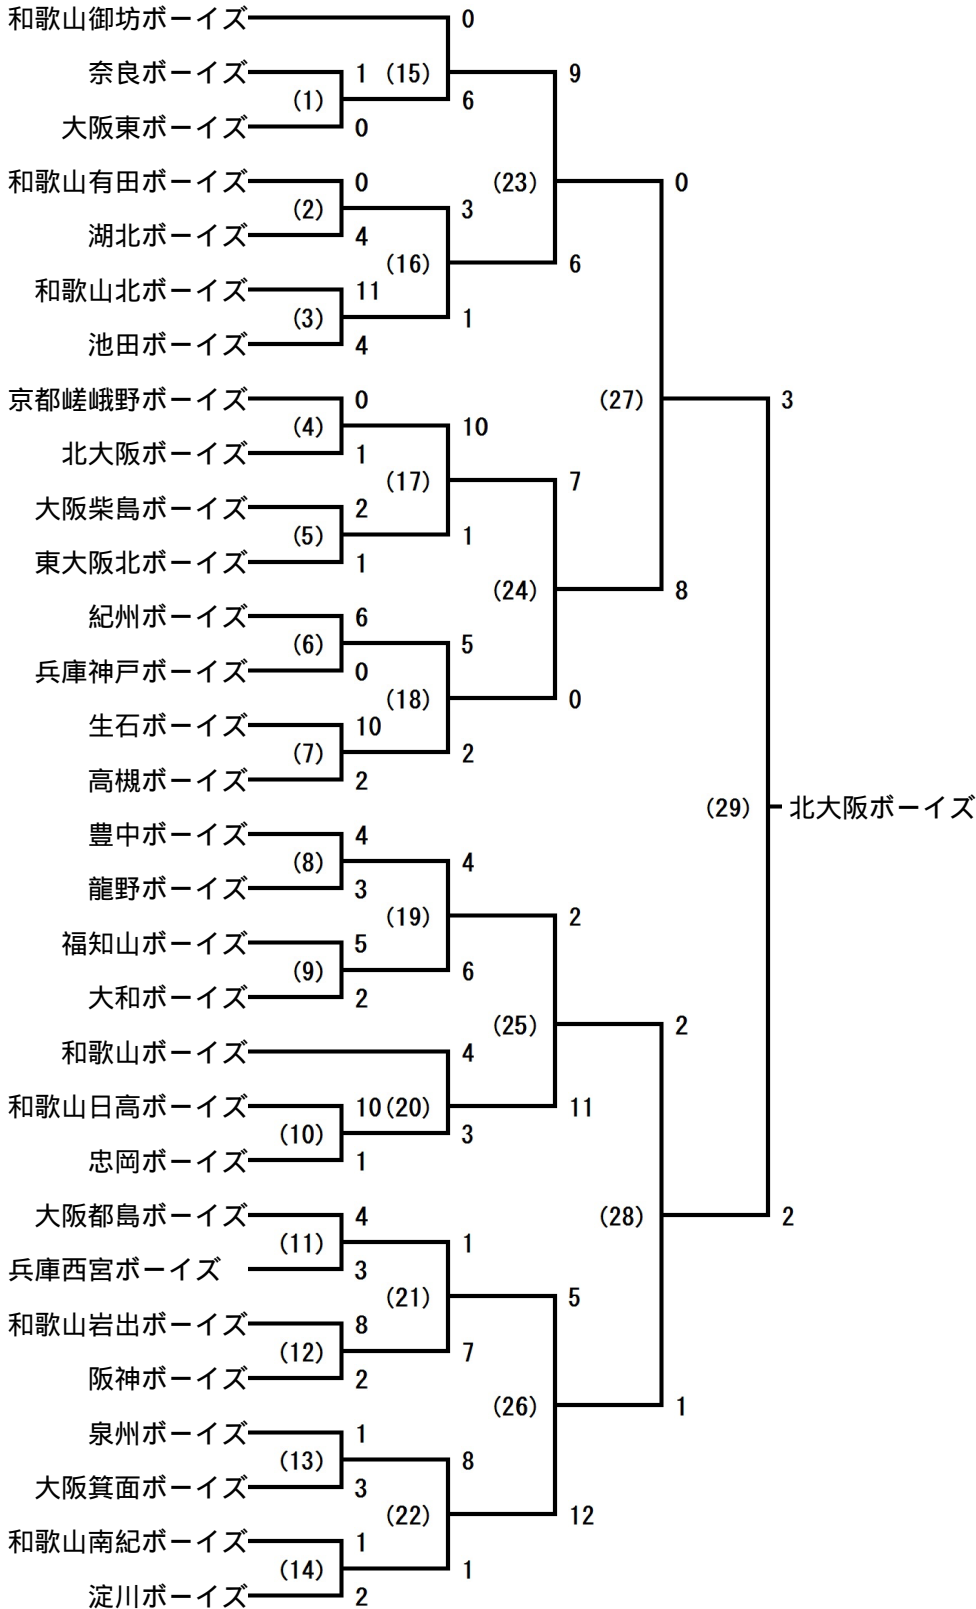 和歌山御坊ボーイズ 0
奈良ボーイズ 1 (15) 9
(1) 6
大阪東ボーイズ 0
和歌山有田ボーイズ 0 (23) 0
(2) 3
湖北ボーイズ 4
(16) 6
和歌山北ボーイズ 11
(3) 1
池田ボーイズ 4
京都嵯峨野ボーイズ 0 (27) 3
(4) 10
北大阪ボーイズ 1
(17) 7
大阪柴島ボーイズ 2
(5) 1
東大阪北ボーイズ 1
(24) 8
紀州ボーイズ 6
(6) 5
兵庫神戸ボーイズ 0
(18) 0
生石ボーイズ 10
(7) 2
高槻ボーイズ 2
(29) 北大阪ボーイズ
豊中ボーイズ 4
(8) 4
龍野ボーイズ 3
(19) 2
福知山ボーイズ 5
(9) 6
大和ボーイズ 2
(25) 2
和歌山ボーイズ 4
和歌山日高ボーイズ 10 (20) 11
(10) 3
忠岡ボーイズ 1
大阪都島ボーイズ 4 (28) 2
(11) 1
兵庫西宮ボーイズ 3
(21) 5
和歌山岩出ボーイズ 8
(12) 7
阪神ボーイズ 2
(26) 1
泉州ボーイズ 1
(13) 8
大阪箕面ボーイズ 3
(22) 12
和歌山南紀ボーイズ 1
(14) 1
淀川ボーイズ 2